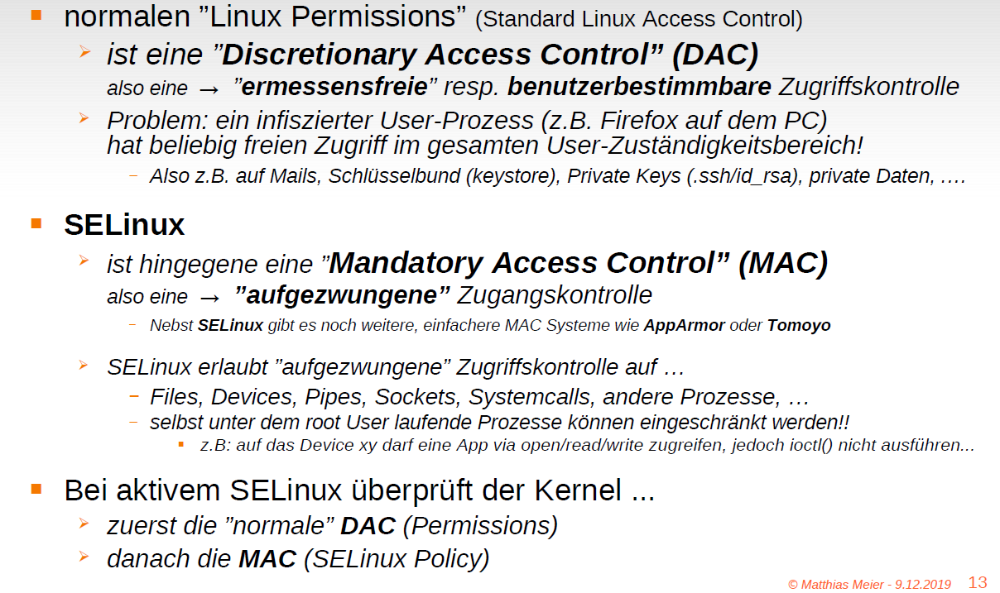 normalen ”Linux Permissions” (Standard Linux Access Control)
ist eine ”Discretionary Access Control” (DAC)
also eine → ”ermessensfreie” resp. benutzerbestimmbare Zugriffskontrolle
Problem: ein infiszierter User-Prozess (z.B. Firefox auf dem PC)
hat beliebig freien Zugriff im gesamten User-Zuständigkeitsbereich!
– Also z.B. auf Mails, Schlüsselbund (keystore), Private Keys (.ssh/id_rsa), private Daten, ….
SELinux
ist hingegene eine ”Mandatory Access Control” (MAC)
also eine → ”aufgezwungene” Zugangskontrolle
– Nebst SELinux gibt es noch weitere, einfachere MAC Systeme wie AppArmor oder Tomoyo
SELinux erlaubt ”aufgezwungene” Zugriffskontrolle auf …
– Files, Devices, Pipes, Sockets, Systemcalls, andere Prozesse, …
– selbst unter dem root User laufende Prozesse können eingeschränkt werden!!
z.B: auf das Device xy darf eine App via open/read/write zugreifen, jedoch ioctl() nicht ausführen...
Bei aktivem SELinux überprüft der Kernel ...
zuerst die ”normale” DAC (Permissions)
danach die MAC (SELinux Policy)
© Matthias Meier - 9.12.2019 13